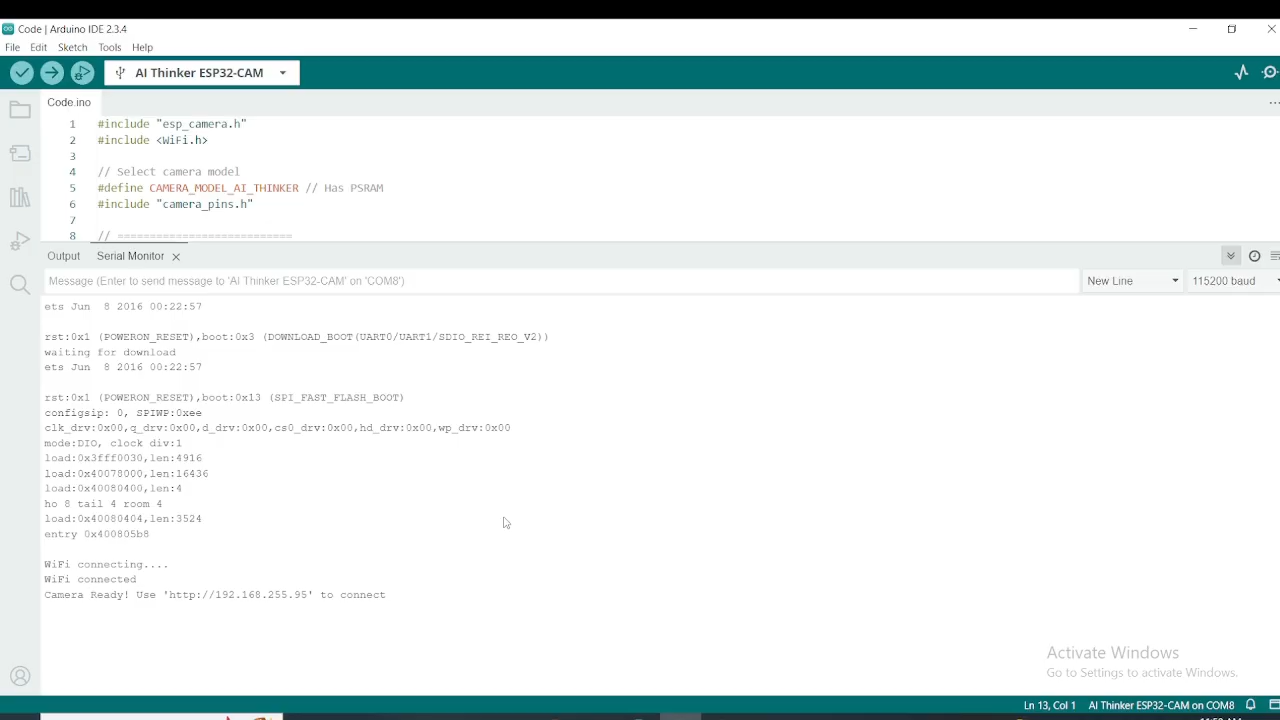 Code | Arduino IDE 2.3.4
File Edit Sketch Tools Help
AI Thinker ESP32-CAM
Code.ino
1 #include "esp_camera.h"
2 #include <WiFi.h>
3
4 // Select camera model
5 #define CAMERA_MODEL_AI_THINKER // Has PSRAM
6 #include "camera_pins.h"
7
8 // ===========================
Output Serial Monitor
Message (Enter to send message to 'AI Thinker ESP32-CAM' on 'COM8')
New Line
115200 baud
ets Jun  8 2016 00:22:57
rst:0x1 (POWERON_RESET),boot:0x3 (DOWNLOAD_BOOT(UART0/UART1/SDIO_REI_REO_V2))
waiting for download
ets Jun  8 2016 00:22:57
rst:0x1 (POWERON_RESET),boot:0x13 (SPI_FAST_FLASH_BOOT)
configsip: 0, SPIWP:0xee
clk_drv:0x00,q_drv:0x00,d_drv:0x00,cs0_drv:0x00,hd_drv:0x00,wp_drv:0x00
mode:DIO, clock div:1
load:0x3fff0030,len:4916
load:0x40078000,len:16436
load:0x40080400,len:4
ho 8 tail 4 room 4
load:0x40080404,len:3524
entry 0x400805b8
WiFi connecting....
WiFi connected
Camera Ready! Use 'http://192.168.255.95' to connect
Activate Windows
Go to Settings to activate Windows.
Ln 13, Col 1 AI Thinker ESP32-CAM on COM8